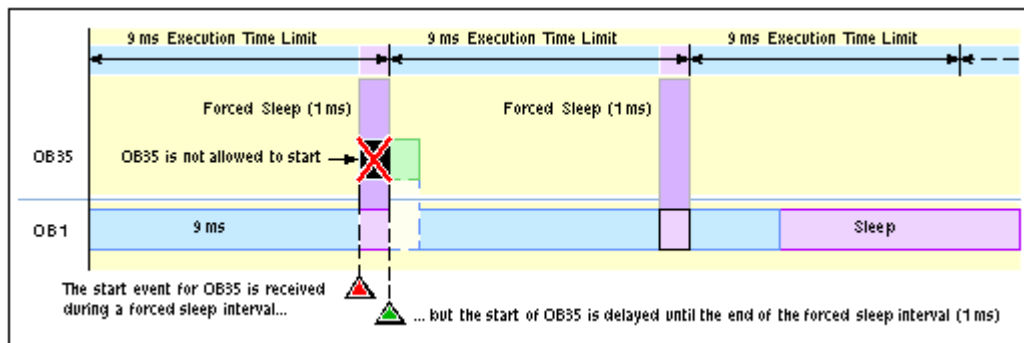 9 ms Execution Time Limit
9 ms Execution Time Limit
9 ms Execution Time Limit
Forced Sleep (1 ms)
Forced Sleep (1 ms)
OB35
OB35 is not allowed to start
OB1
9 ms
Sleep
The start event for OB35 is received
during a forced sleep interval...
... but the start of OB35 is delayed until the end of the forced sleep interval (1 ms)